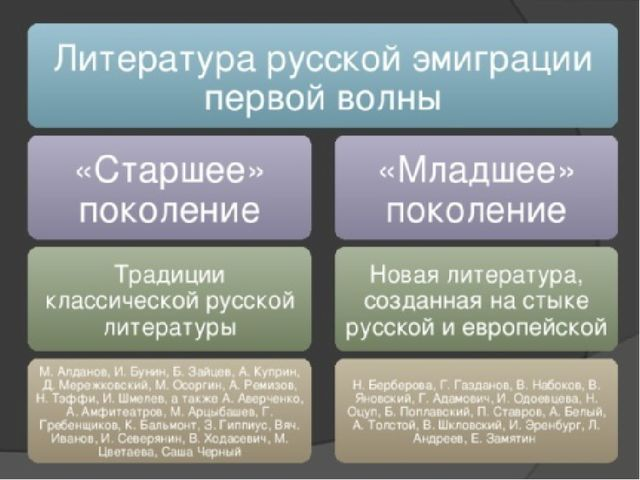 Литература русской эмиграции
первой волны
«Старшее»
поколение
«Младшее»
поколение
Традиции
классической русской
литературы
Новая литература,
созданная на стыке
русской и европейской
М. Алданов, И. Бунин, Б. Зайцев, А. Куприн,
Д. Мережковский, М. Осоргин, А. Ремизов,
Н. Тэффи, И. Шмелев, а также А. Аверченко,
А. Амфитеатров, М. Арцыбашев, Г.
Гребенщиков, К. Бальмонт, З. Гиппиус, Вяч.
Иванов, И. Северянин, В. Ходасевич, М.
Цветаева, Саша Черный
Н. Берберова, Г. Газданов, В. Набоков, В.
Яновский, Г. Адамович, И. Одоевцева, Н.
Оцуп, Б. Поплавский, П. Ставров, А. Белый,
А. Толстой, В. Шкловский, И. Эренбург, Л.
Андреев, Е. Замятин